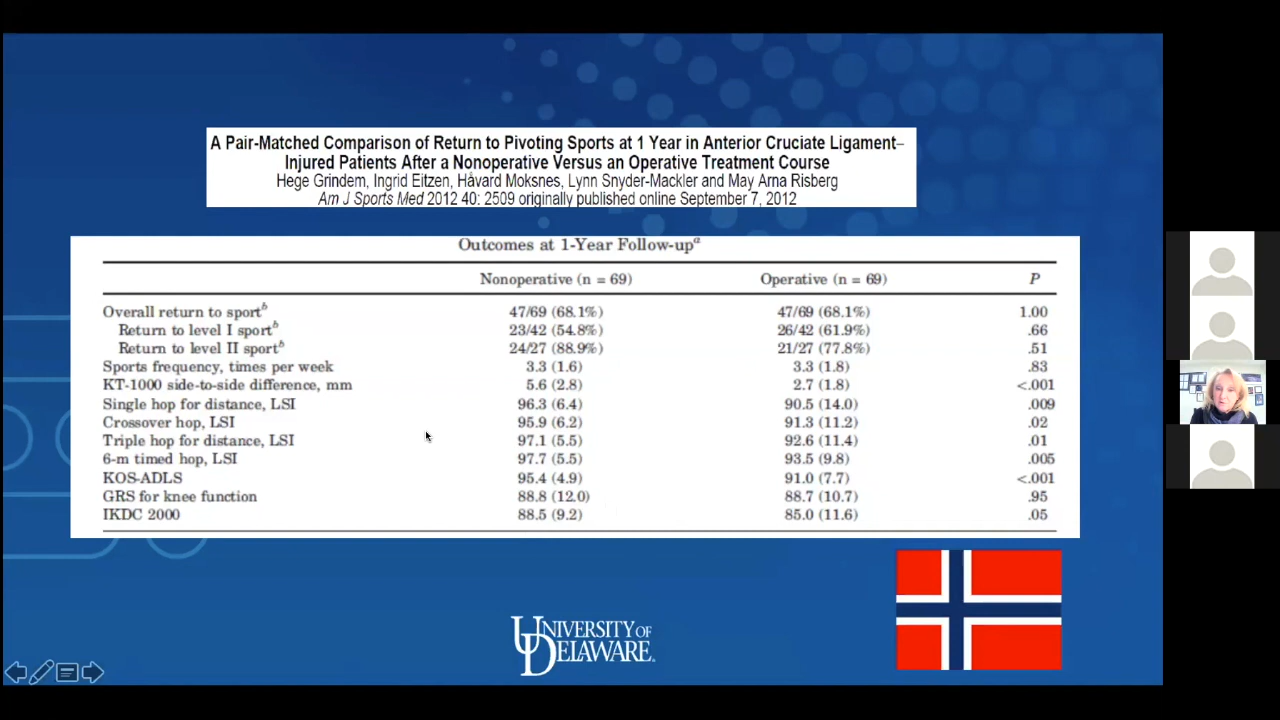 A Pair-Matched Comparison of Return to Pivoting Sports at 1 Year in Anterior Cruciate Ligament–
Injured Patients After a Nonoperative Versus an Operative Treatment Course
Hege Grindem, Ingrid Eitzen, Håvard Moksnes, Lynn Snyder-Mackler and May Arna Risberg
Am J Sports Med 2012 40: 2509 originally published online September 7, 2012
Outcomes at 1-Year Follow-up^a
Nonoperative (n = 69) Operative (n = 69) P
Overall return to sport^b 47/69 (68.1%) 47/69 (68.1%) 1.00
Return to level I sport^b 23/42 (54.8%) 26/42 (61.9%) .66
Return to level II sport^b 24/27 (88.9%) 21/27 (77.8%) .51
Sports frequency, times per week 3.3 (1.6) 3.3 (1.8) .83
KT-1000 side-to-side difference, mm 5.6 (2.8) 2.7 (1.8) <.001
Single hop for distance, LSI 96.3 (6.4) 90.5 (14.0) .009
Crossover hop, LSI 95.9 (6.2) 91.3 (11.2) .02
Triple hop for distance, LSI 97.1 (5.5) 92.6 (11.4) .01
6-m timed hop, LSI 97.7 (5.5) 93.5 (9.8) .005
KOS-ADLS 95.4 (4.9) 91.0 (7.7) <.001
GRS for knee function 88.8 (12.0) 88.7 (10.7) .95
IKDC 2000 88.5 (9.2) 85.0 (11.6) .05
UNIVERSITY OF
DELAWARE.